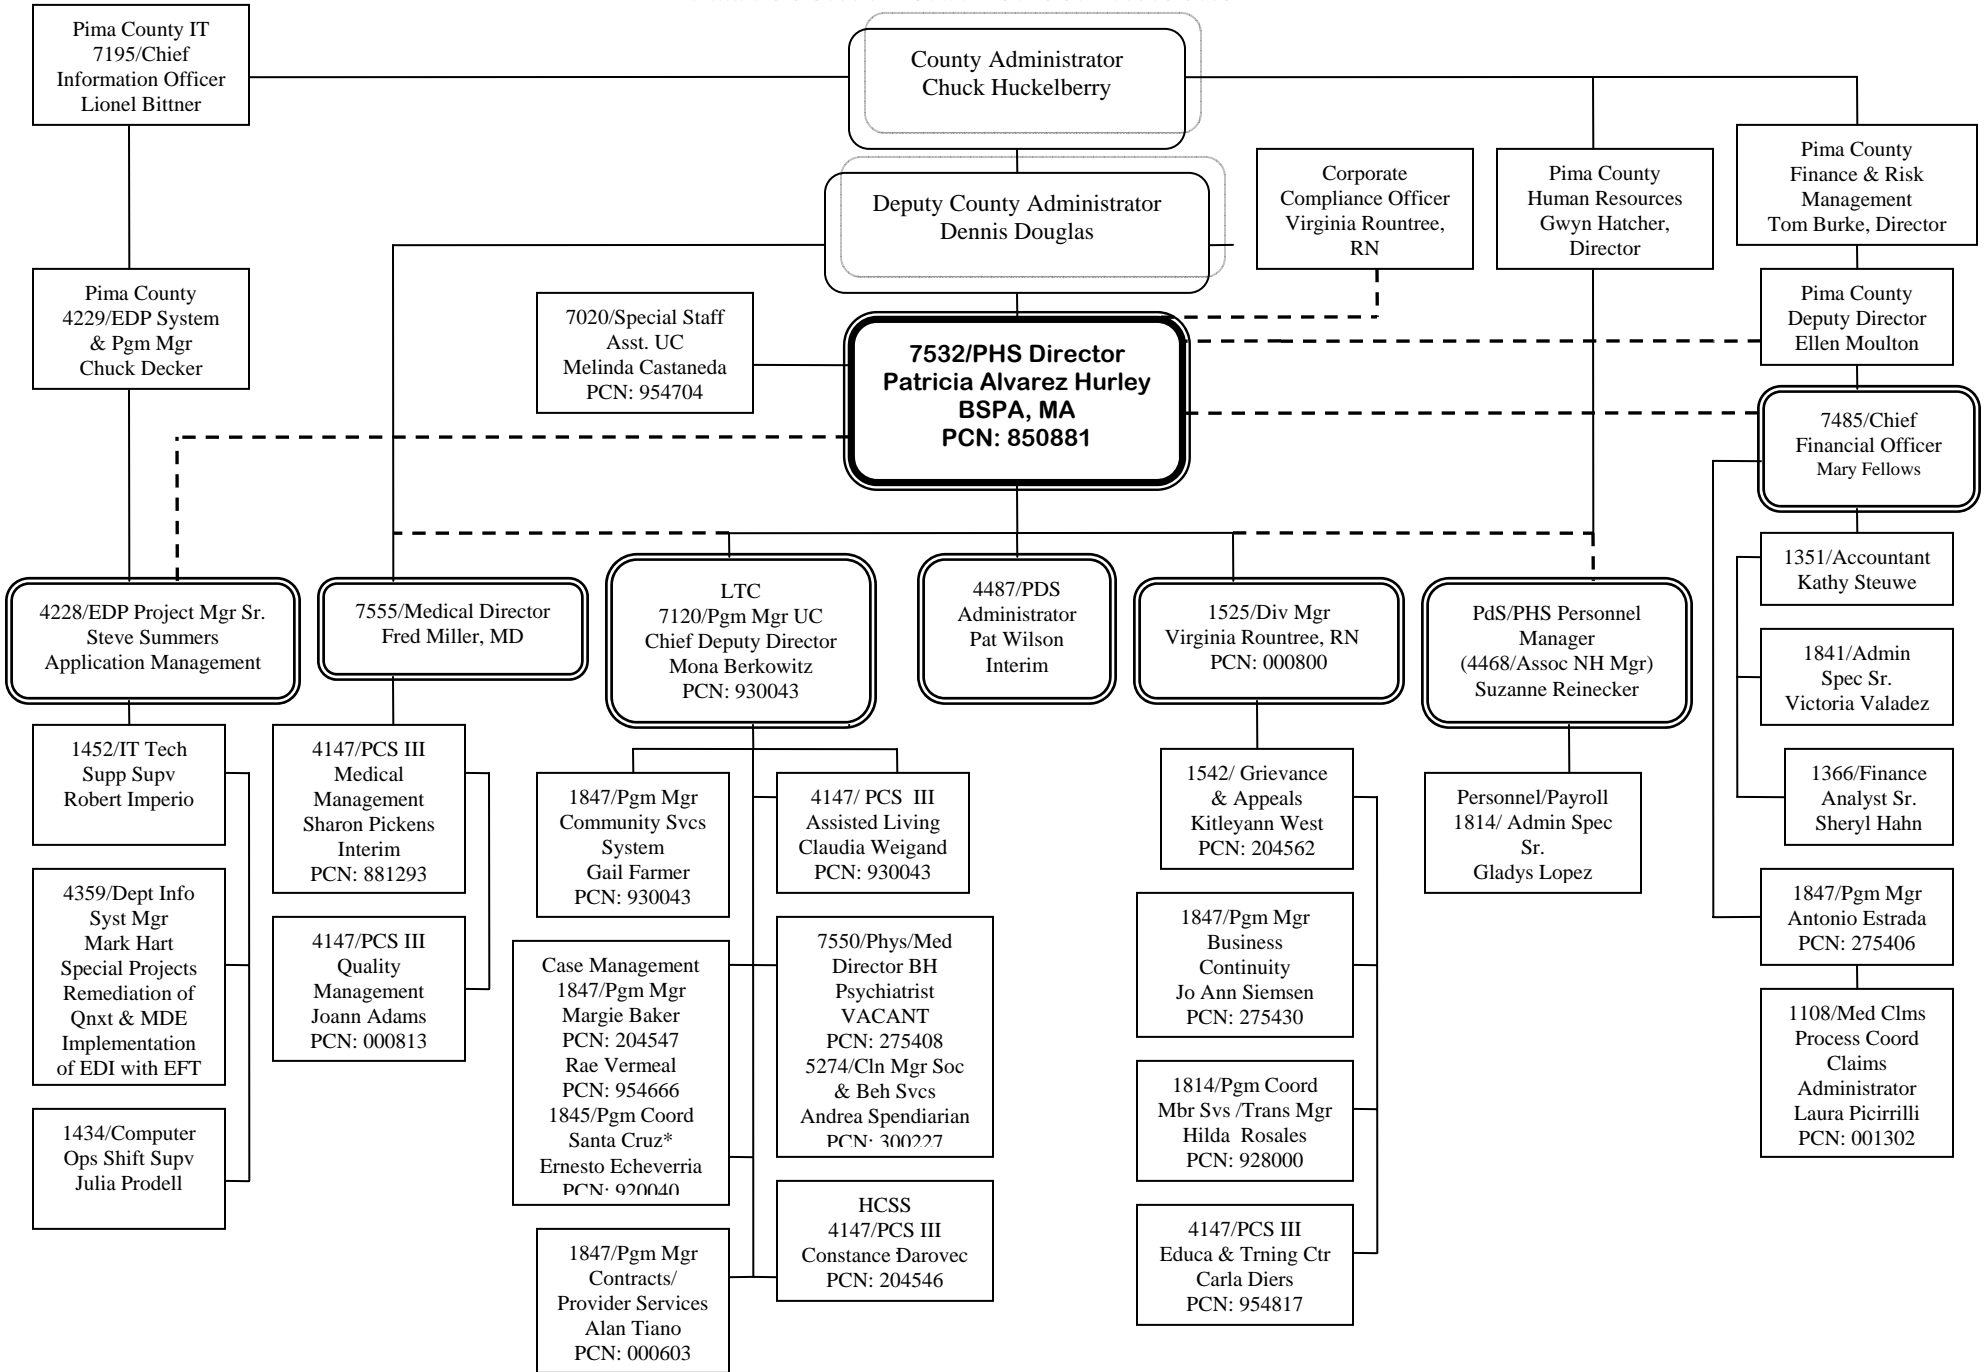 Pima County IT
7195/Chief
Information Officer
Lionel Bittner
County Administrator
Chuck Huckelberry
Deputy County Administrator
Dennis Douglas
Corporate
Compliance Officer
Virginia Rountree,
RN
Pima County
Human Resources
Gwyn Hatcher,
Director
Pima County
Finance & Risk
Management
Tom Burke, Director
Pima County
4229/EDP System
& Pgm Mgr
Chuck Decker
7020/Special Staff
Asst. UC
Melinda Castaneda
PCN: 954704
7532/PHS Director
Patricia Alvarez Hurley
BSPA, MA
PCN: 850881
Pima County
Deputy Director
Ellen Moulton
7485/Chief
Financial Officer
Mary Fellows
4228/EDP Project Mgr Sr.
Steve Summers
Application Management
7555/Medical Director
Fred Miller, MD
LTC
7120/Pgm Mgr UC
Chief Deputy Director
Mona Berkowitz
PCN: 930043
4487/PDS
Administrator
Pat Wilson
Interim
1525/Div Mgr
Virginia Rountree, RN
PCN: 000800
PdS/PHS Personnel
Manager
(4468/Assoc NH Mgr)
Suzanne Reinecker
1351/Accountant
Kathy Steuwe
1841/Admin
Spec Sr.
Victoria Valadez
1366/Finance
Analyst Sr.
Sheryl Hahn
1847/Pgm Mgr
Antonio Estrada
PCN: 275406
1108/Med Clms
Process Coord
Claims
Administrator
Laura Picirrilli
PCN: 001302
1452/IT Tech
Supp Supv
Robert Imperio
4359/Dept Info
Syst Mgr
Mark Hart
Special Projects
Remediation of
Qnxt & MDE
Implementation
of EDI with EFT
1434/Computer
Ops Shift Supv
Julia Prodell
4147/PCS III
Medical
Management
Sharon Pickens
Interim
PCN: 881293
4147/PCS III
Quality
Management
Joann Adams
PCN: 000813
1847/Pgm Mgr
Community Svcs
System
Gail Farmer
PCN: 930043
4147/ PCS III
Assisted Living
Claudia Weigand
PCN: 930043
Case Management
1847/Pgm Mgr
Margie Baker
PCN: 204547
Rae Vermeal
PCN: 954666
1845/Pgm Coord
Santa Cruz*
Ernesto Echeverria
PCN: 920040
7550/Phys/Med
Director BH
Psychiatrist
VACANT
PCN: 275408
5274/Cln Mgr Soc
& Beh Svcs
Andrea Spendiarian
PCN: 300227
1847/Pgm Mgr
Contracts/
Provider Services
Alan Tiano
PCN: 000603
HCSS
4147/PCS III
Constance Darovec
PCN: 204546
1542/ Grievance
& Appeals
Kitleyann West
PCN: 204562
1847/Pgm Mgr
Business
Continuity
Jo Ann Siemsen
PCN: 275430
1814/Pgm Coord
Mbr Svs /Trans Mgr
Hilda Rosales
PCN: 928000
4147/PCS III
Educa & Trning Ctr
Carla Diers
PCN: 954817
Personnel/Payroll
1814/ Admin Spec
Sr.
Gladys Lopez